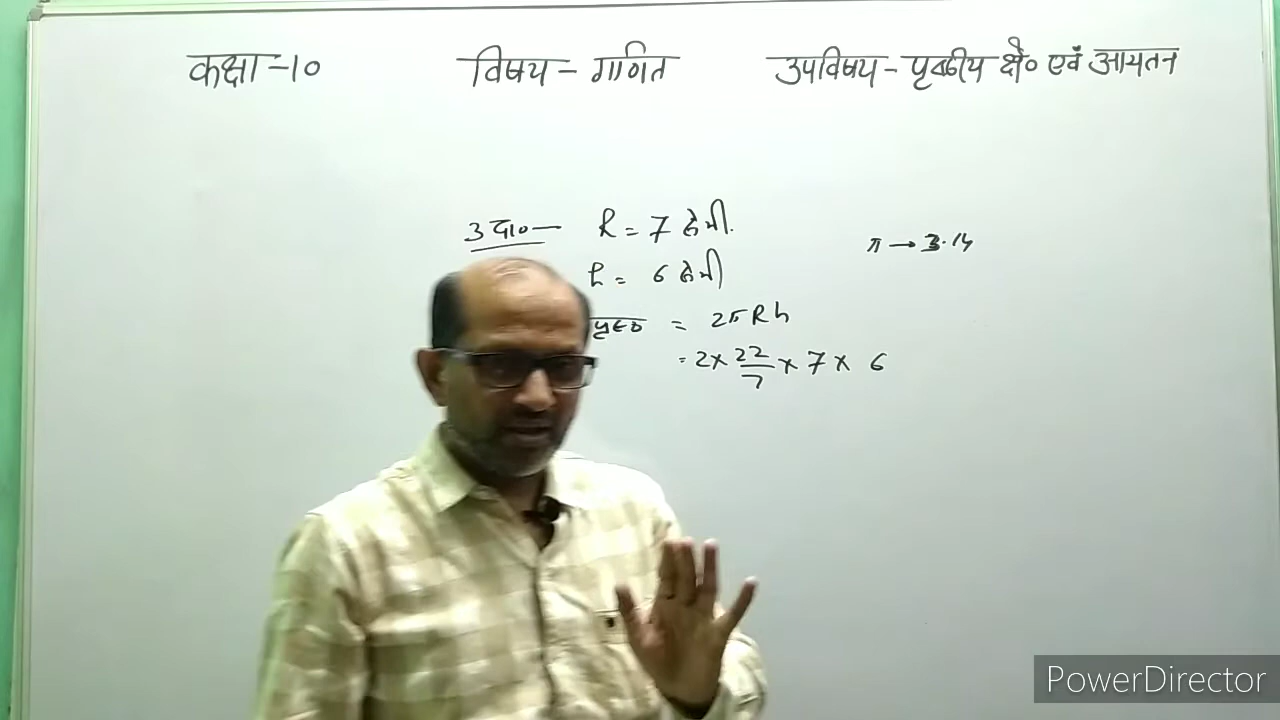 कक्षा-10 विषय - गणित उपविषय - पृष्ठीय क्षे० एवं आयतन
उदा०- R = 7 सेमी.
π → 3.14
h = 6 सेमी
= 2πRh
= 2 × 22/7 × 7 × 6
PowerDirector